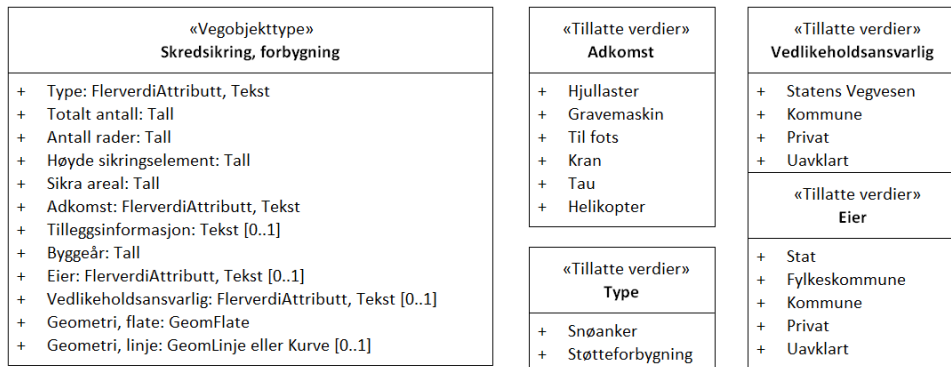 «Vegobjekttype»
Skredsikring, forbygning
+ Type: FlerverdiAttributt, Tekst
+ Totalt antall: Tall
+ Antall rader: Tall
+ Høyde sikringselement: Tall
+ Sikra areal: Tall
+ Adkomst: FlerverdiAttributt, Tekst
+ Tilleggsinformasjon: Tekst [0..1]
+ Byggeår: Tall
+ Eier: FlerverdiAttributt, Tekst [0..1]
+ Vedlikeholdsansvarlig: FlerverdiAttributt, Tekst [0..1]
+ Geometri, flate: GeomFlate
+ Geometri, linje: GeomLinje eller Kurve [0..1]
«Tillatte verdier»
Adkomst
+ Hjullaster
+ Gravemaskin
+ Til fots
+ Kran
+ Tau
+ Helikopter
«Tillatte verdier»
Type
+ Snøanker
+ Støtteforbygning
«Tillatte verdier»
Vedlikeholdsansvarlig
+ Statens Vegvesen
+ Kommune
+ Privat
+ Uavklart
«Tillatte verdier»
Eier
+ Stat
+ Fylkeskommune
+ Kommune
+ Privat
+ Uavklart